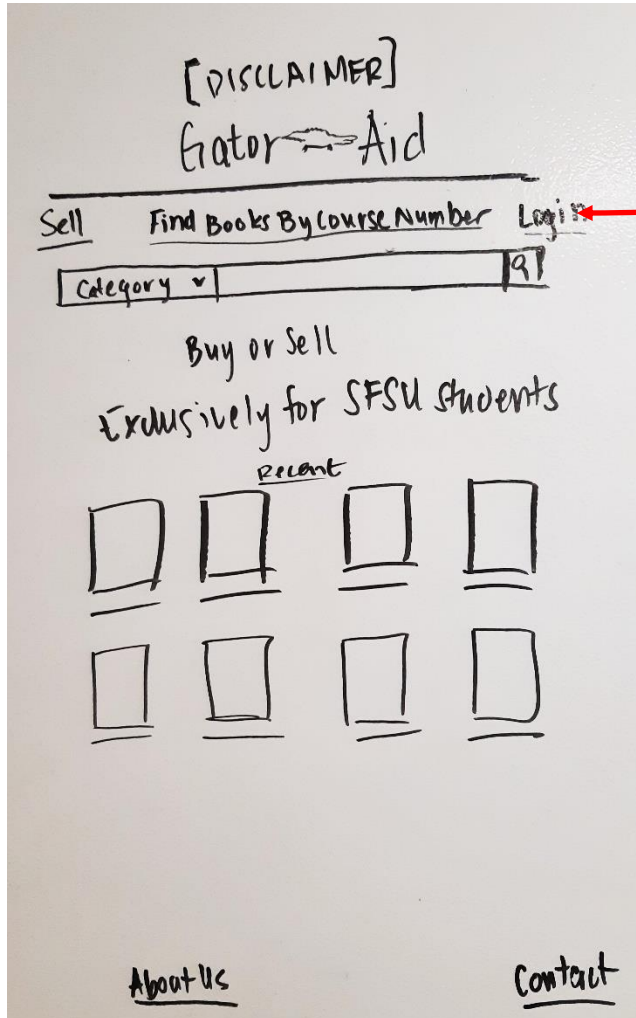 [DISCLAIMER]
Gator Aid
Sell Find Books By Course Number Login
Category
Buy or Sell
Exclusively for SFSU students
Recent
About Us Contact